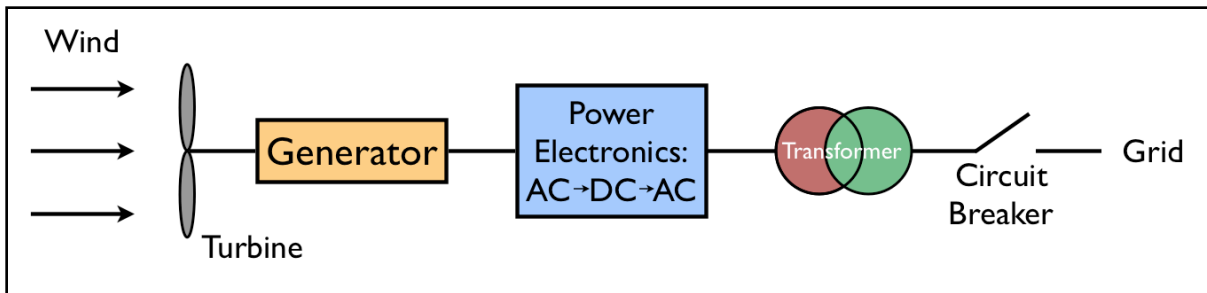 Wind
Turbine
Generator
Power
Electronics:
AC→DC→AC
Transformer
Circuit
Breaker
Grid